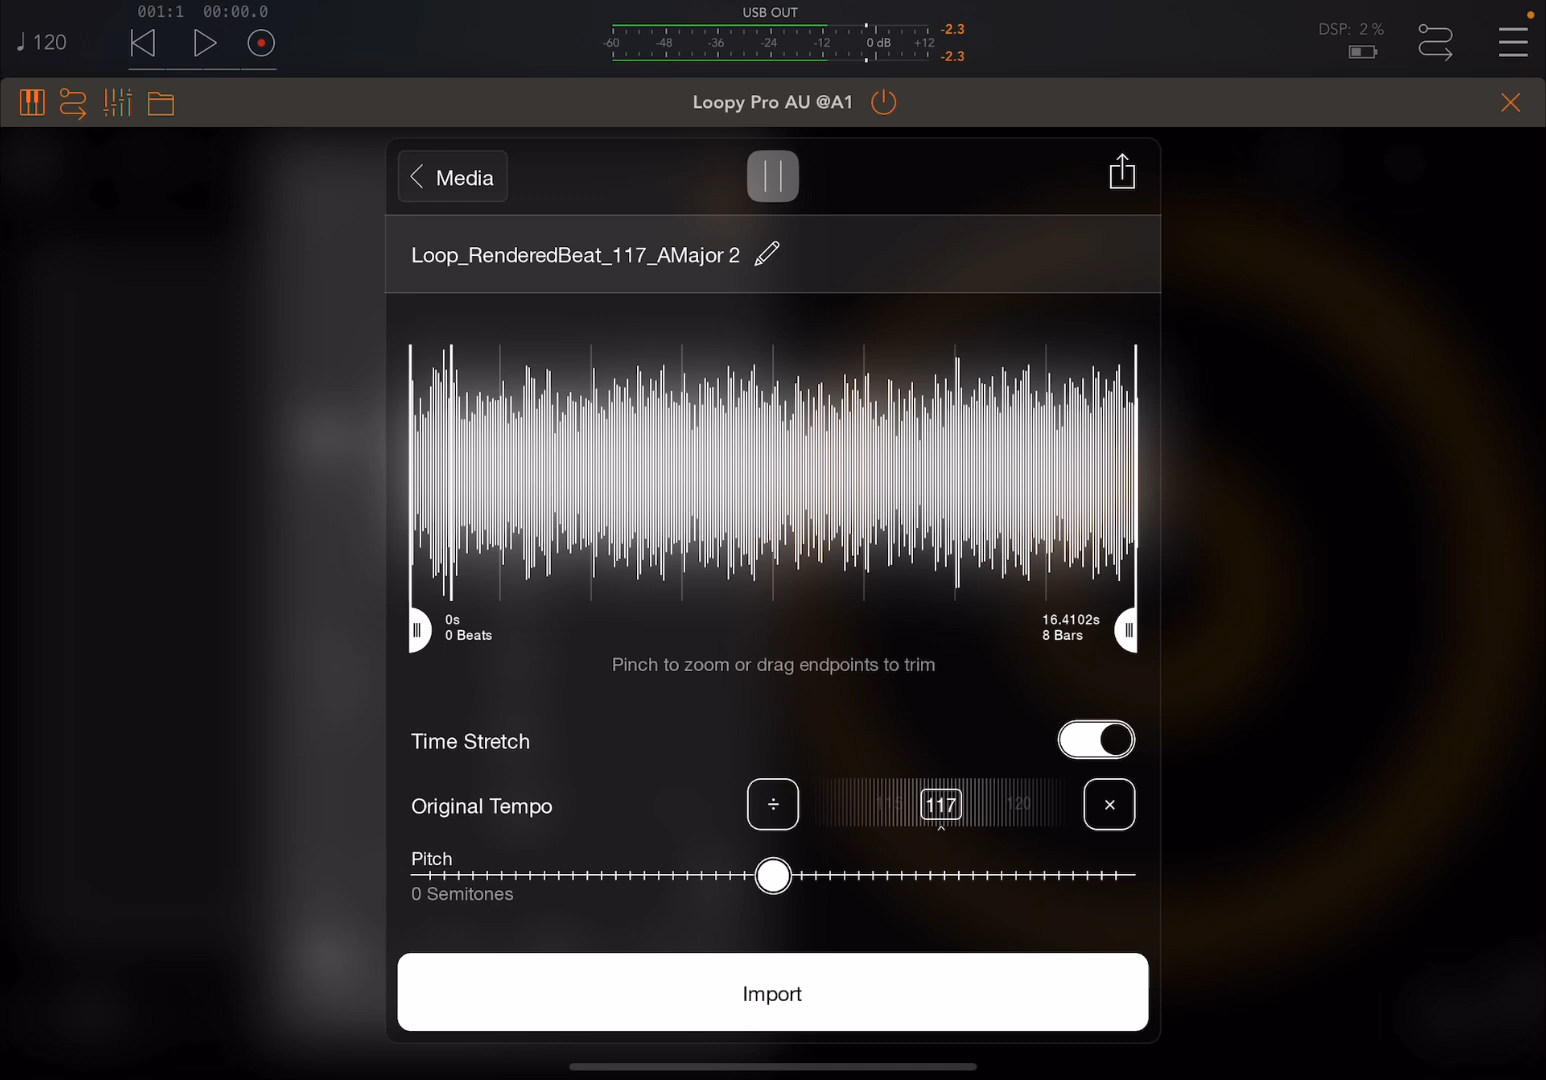 001:1 00:00.0
♩ 120
USB OUT
-60 -48 -36 -24 -12 0 dB +12
-2.3
-2.3
DSP: 2 %
Loopy Pro AU @A1
Media
Loop_RenderedBeat_117_AMajor 2
0s
0 Beats
16.4102s
8 Bars
Pinch to zoom or drag endpoints to trim
Time Stretch
Original Tempo
÷ 115 117 120 ×
Pitch
0 Semitones
Import